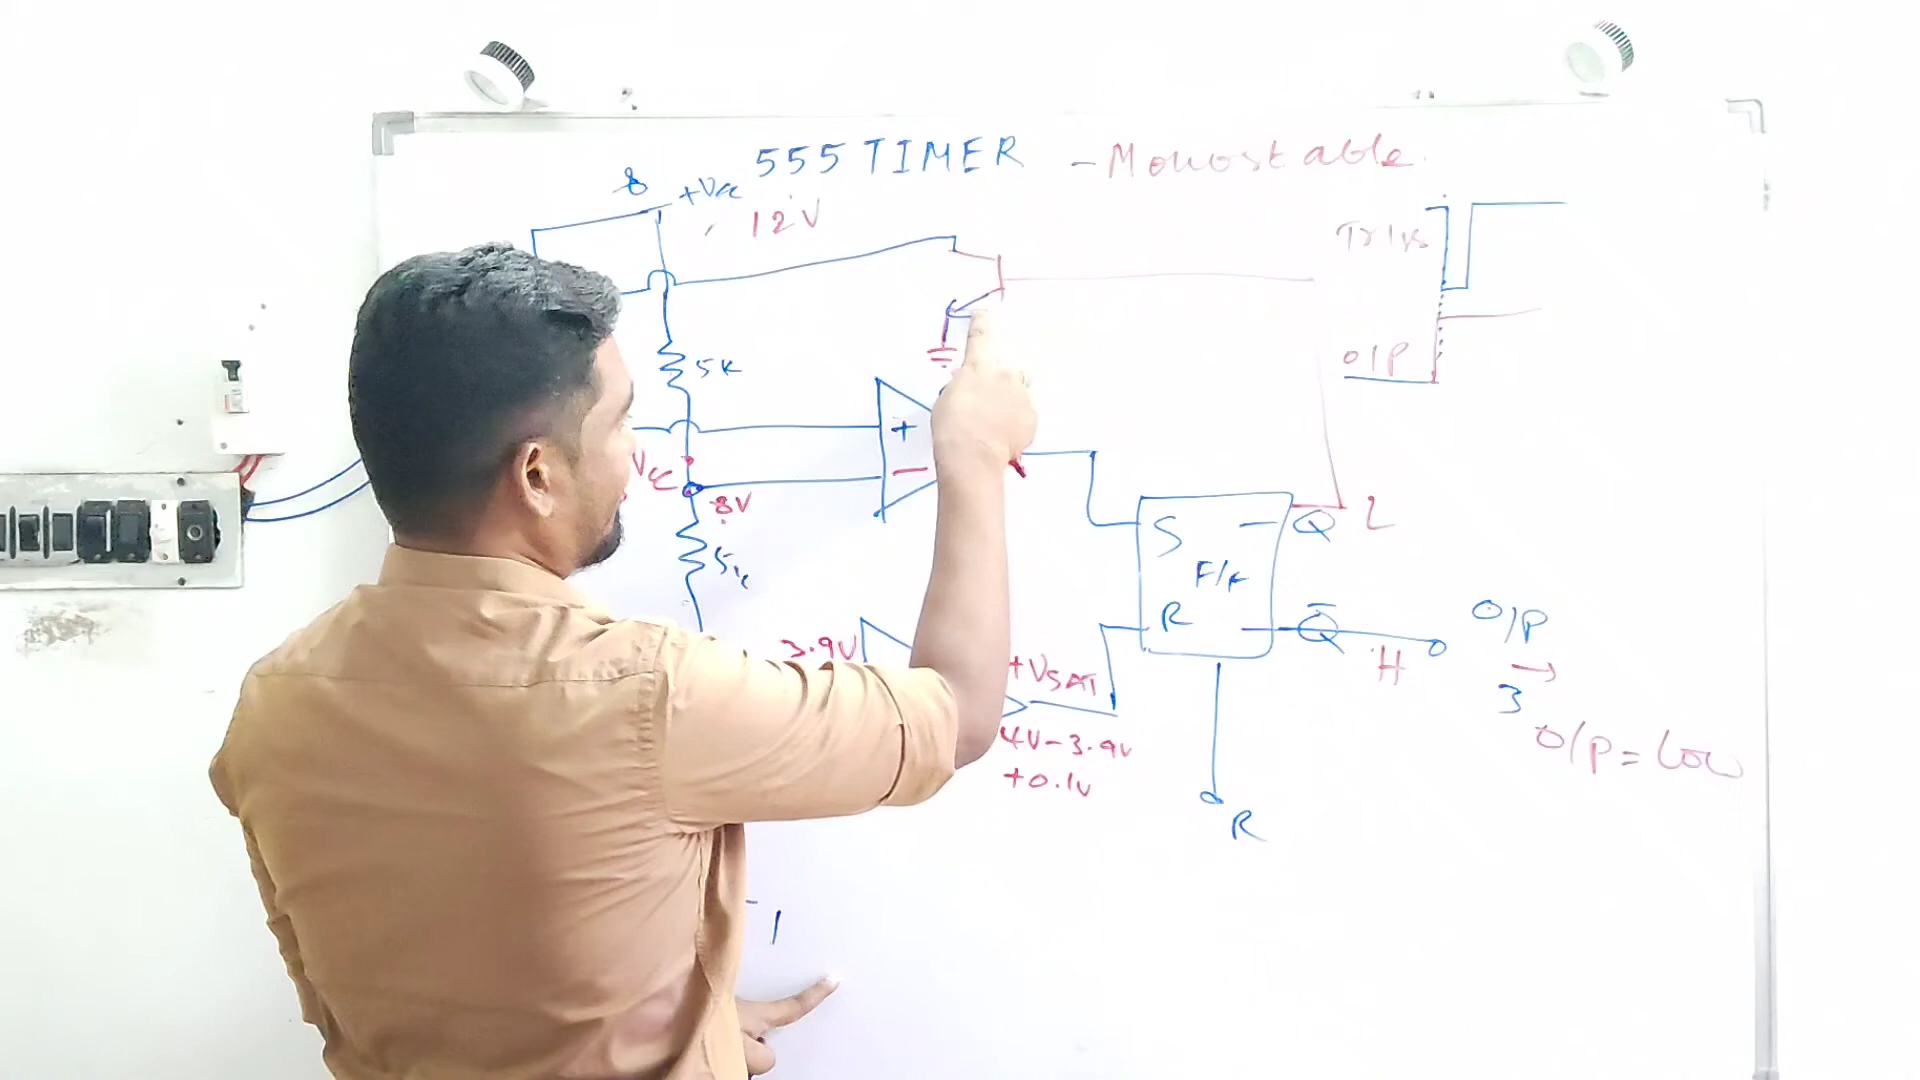 555 TIMER - Monostable.
8 +Vcc
12V
5K
+
VCC
-
8V
5K
3.9V
+VSAT
4V-3.9V
+0.1V
1
S Q L
F/F
R Q̅ H
R
O/P
3
O/P = Low
O/P